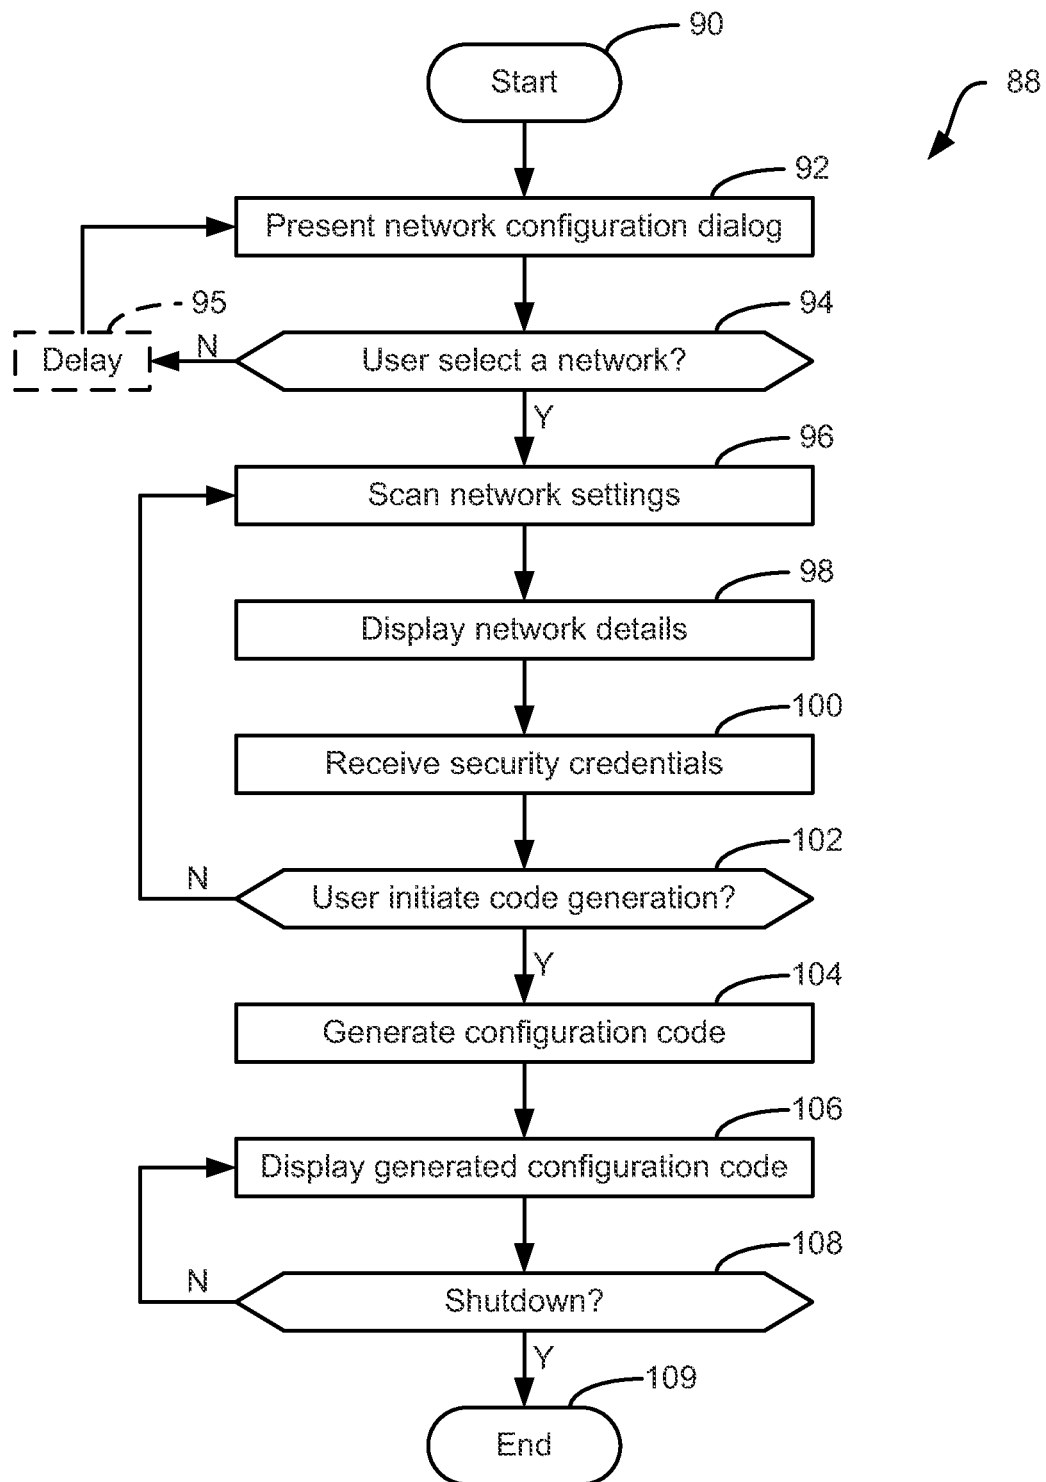 90
Start
88
92
Present network configuration dialog
95
94
Delay
N
User select a network?
Y
96
Scan network settings
98
Display network details
100
Receive security credentials
102
N
User initiate code generation?
Y
104
Generate configuration code
106
Display generated configuration code
108
N
Shutdown?
Y
109
End